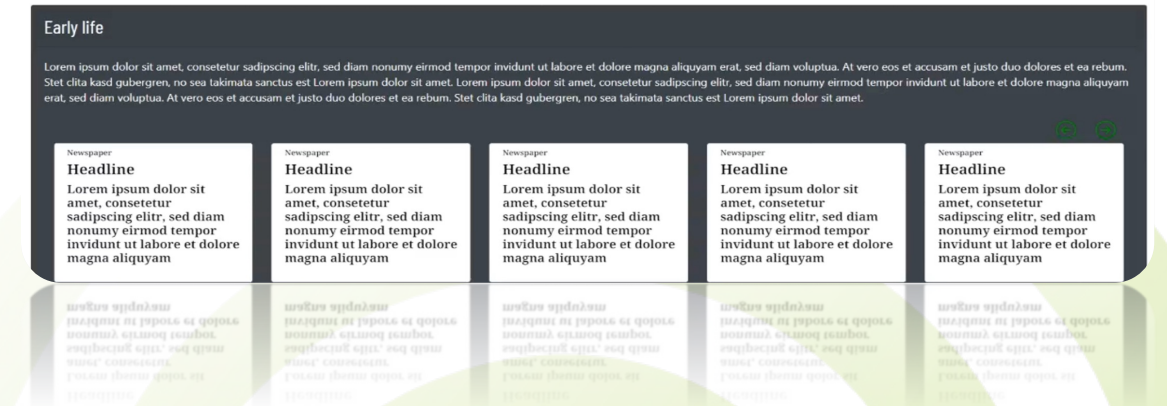 Early life
Lorem ipsum dolor sit amet, consetetur sadipscing elitr, sed diam nonumy eirmod tempor invidunt ut labore et dolore magna aliquyam erat, sed diam voluptua. At vero eos et accusam et justo duo dolores et ea rebum.
Stet clita kasd gubergren, no sea takimata sanctus est Lorem ipsum dolor sit amet. Lorem ipsum dolor sit amet, consetetur sadipscing elitr, sed diam nonumy eirmod tempor invidunt ut labore et dolore magna aliquyam
erat, sed diam voluptua. At vero eos et accusam et justo duo dolores et ea rebum. Stet clita kasd gubergren, no sea takimata sanctus est Lorem ipsum dolor sit amet.
Newspaper
Headline
Lorem ipsum dolor sit
amet, consetetur
sadipscing elitr, sed diam
nonumy eirmod tempor
invidunt ut labore et dolore
magna aliquyam
Newspaper
Headline
Lorem ipsum dolor sit
amet, consetetur
sadipscing elitr, sed diam
nonumy eirmod tempor
invidunt ut labore et dolore
magna aliquyam
Newspaper
Headline
Lorem ipsum dolor sit
amet, consetetur
sadipscing elitr, sed diam
nonumy eirmod tempor
invidunt ut labore et dolore
magna aliquyam
Newspaper
Headline
Lorem ipsum dolor sit
amet, consetetur
sadipscing elitr, sed diam
nonumy eirmod tempor
invidunt ut labore et dolore
magna aliquyam
Newspaper
Headline
Lorem ipsum dolor sit
amet, consetetur
sadipscing elitr, sed diam
nonumy eirmod tempor
invidunt ut labore et dolore
magna aliquyam